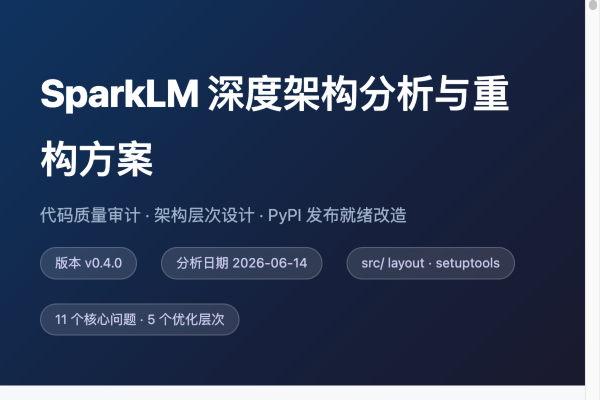 SparkLM 深度架构分析与重
构方案
代码质量审计 · 架构层次设计 · PyPI 发布就绪改造
版本 v0.4.0
分析日期 2026-06-14
src/ layout · setuptools
11 个核心问题 · 5 个优化层次